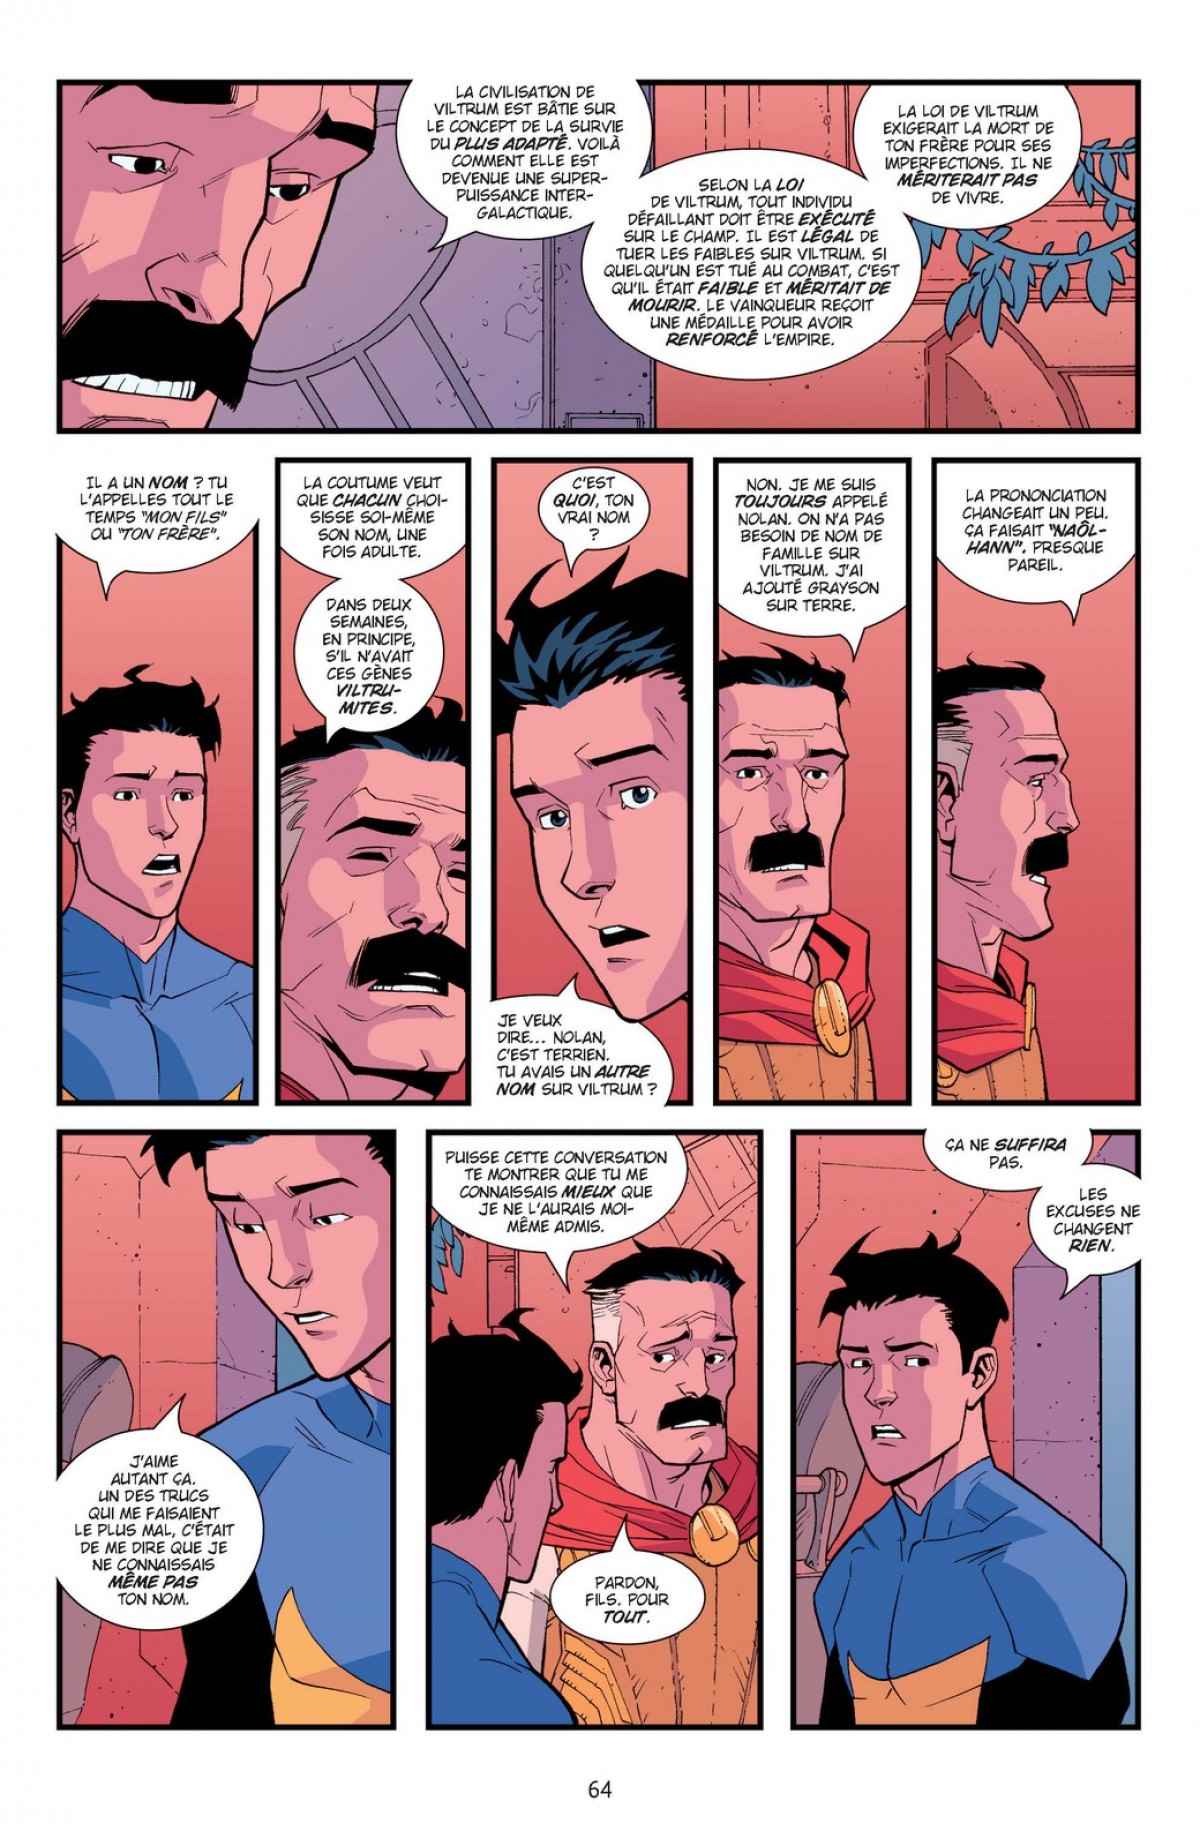 LA CIVILISATION DE
VILTRUM EST BÂTIE SUR
LE CONCEPT DE LA SURVIE
DU PLUS ADAPTÉ. VOILÀ
COMMENT ELLE EST
DEVENUE UNE SUPER-
PUISSANCE INTER-
GALACTIQUE.
SELON LA LOI
DE VILTRUM, TOUT INDIVIDU
DÉFAILLANT DOIT ÊTRE EXÉCUTÉ
SUR LE CHAMP. IL EST LÉGAL DE
TUER LES FAIBLES SUR VILTRUM. SI
QUELQU'UN EST TUÉ AU COMBAT, C'EST
QU'IL ÉTAIT FAIBLE ET MÉRITAIT DE
MOURIR. LE VAINQUEUR REÇOIT
UNE MÉDAILLE POUR AVOIR
RENFORCÉ L'EMPIRE.
LA LOI DE VILTRUM
EXIGERAIT LA MORT DE
TON FRÈRE POUR SES
IMPERFECTIONS. IL NE
MÉRITERAIT PAS
DE VIVRE.
IL A UN NOM ? TU
L'APPELLES TOUT LE
TEMPS "MON FILS"
OU "TON FRÈRE".
LA COUTUME VEUT
QUE CHACUN CHOI-
SISSE SOI-MÊME
SON NOM, UNE
FOIS ADULTE.
DANS DEUX
SEMAINES,
EN PRINCIPE,
S'IL N'AVAIT
CES GÈNES
VILTRU-
MITES.
C'EST
QUOI, TON
VRAI NOM
?
JE VEUX
DIRE... NOLAN,
C'EST TERRIEN.
TU AVAIS UN AUTRE
NOM SUR VILTRUM ?
NON. JE ME SUIS
TOUJOURS APPELÉ
NOLAN. ON N'A PAS
BESOIN DE NOM DE
FAMILLE SUR
VILTRUM. J'AI
AJOUTÉ GRAYSON
SUR TERRE.
LA PRONONCIATION
CHANGEAIT UN PEU.
ÇA FAISAIT "NAÔL-
HANN". PRESQUE
PAREIL.
J'AIME
AUTANT ÇA.
UN DES TRUCS
QUI ME FAISAIENT
LE PLUS MAL, C'ÉTAIT
DE ME DIRE QUE JE
NE CONNAISSAIS
MÊME PAS
TON NOM.
PUISSE CETTE CONVERSATION
TE MONTRER QUE TU ME
CONNAISSAIS MIEUX QUE
JE NE L'AURAIS MOI-
MÊME ADMIS.
PARDON,
FILS. POUR
TOUT.
ÇA NE SUFFIRA
PAS.
LES
EXCUSES NE
CHANGENT
RIEN.
64